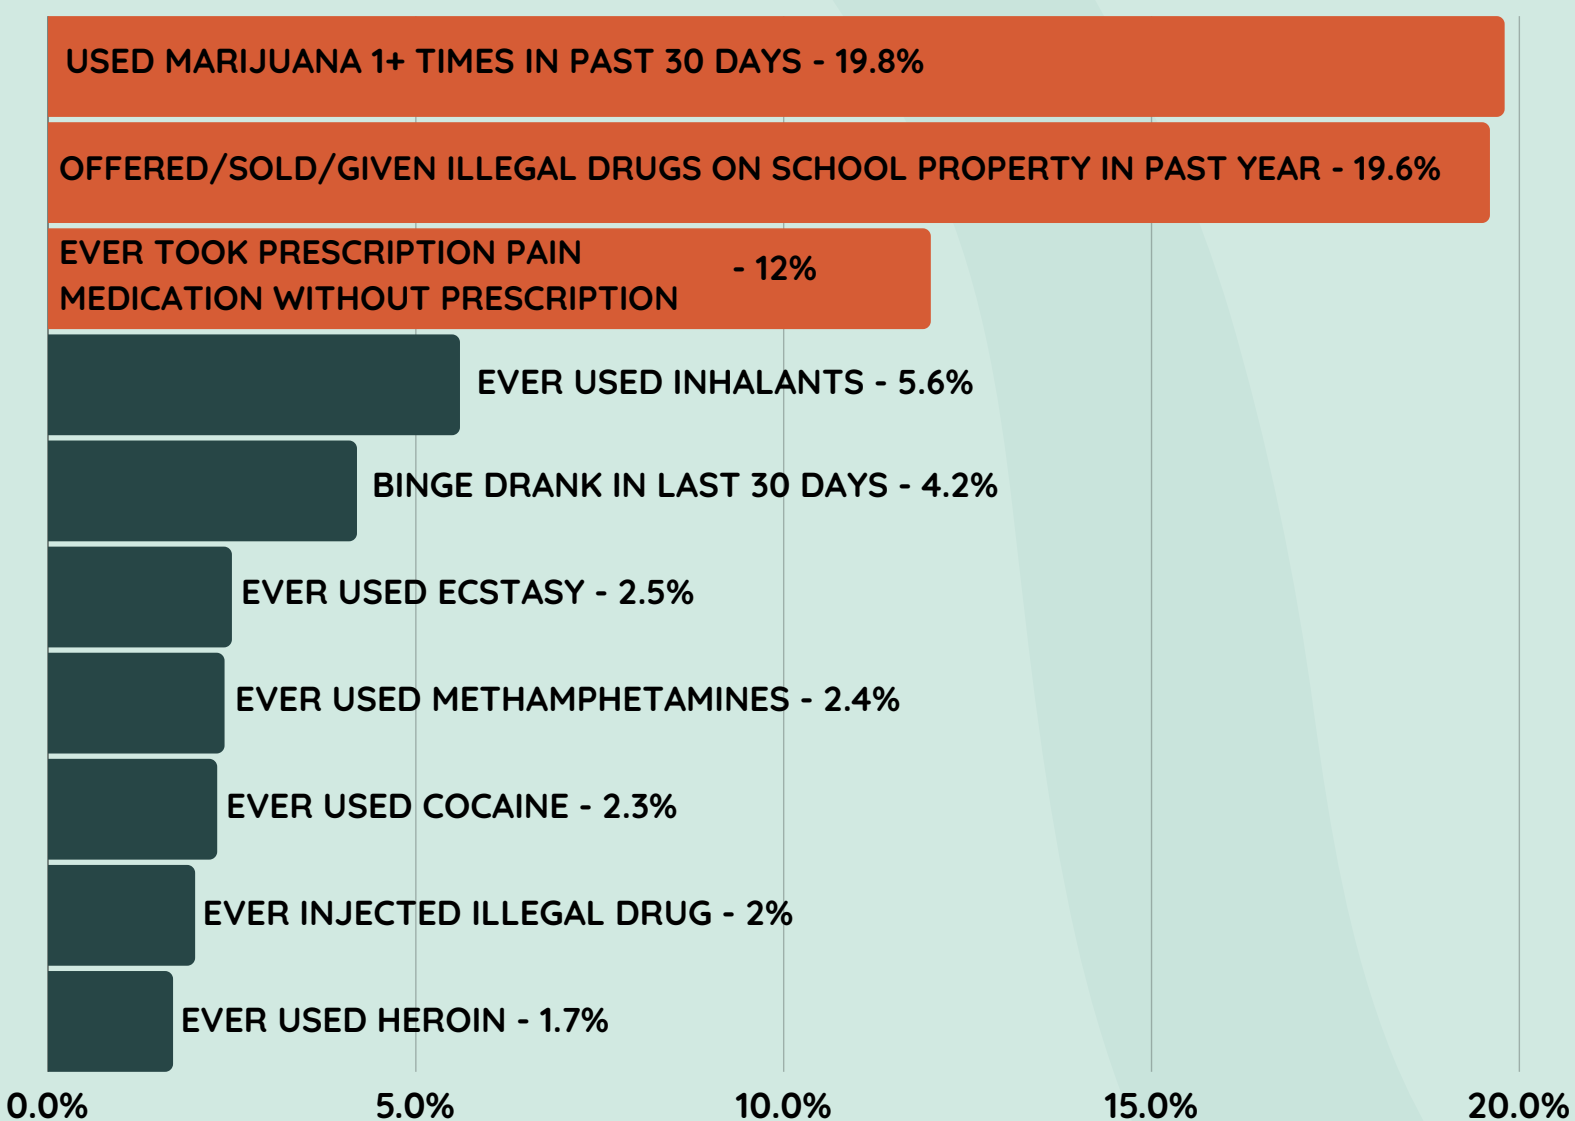 USED MARIJUANA 1+ TIMES IN PAST 30 DAYS - 19.8%
OFFERED/SOLD/GIVEN ILLEGAL DRUGS ON SCHOOL PROPERTY IN PAST YEAR - 19.6%
EVER TOOK PRESCRIPTION PAIN
MEDICATION WITHOUT PRESCRIPTION
- 12%
EVER USED INHALANTS - 5.6%
BINGE DRANK IN LAST 30 DAYS - 4.2%
EVER USED ECSTASY - 2.5%
EVER USED METHAMPHETAMINES - 2.4%
EVER USED COCAINE - 2.3%
EVER INJECTED ILLEGAL DRUG - 2%
EVER USED HEROIN - 1.7%
0.0% 5.0% 10.0% 15.0% 20.0%